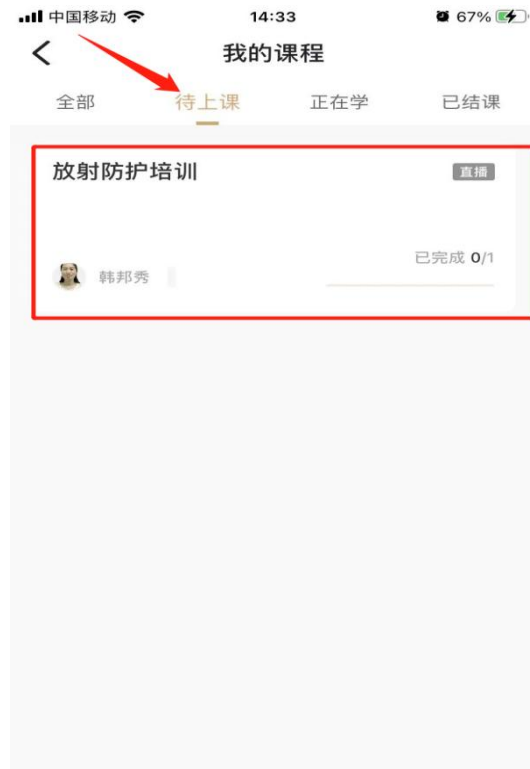 中国移动 14:33 67%
我的课程
全部 待上课 正在学 已结课
放射防护培训 直播
已完成 0/1
韩邦秀